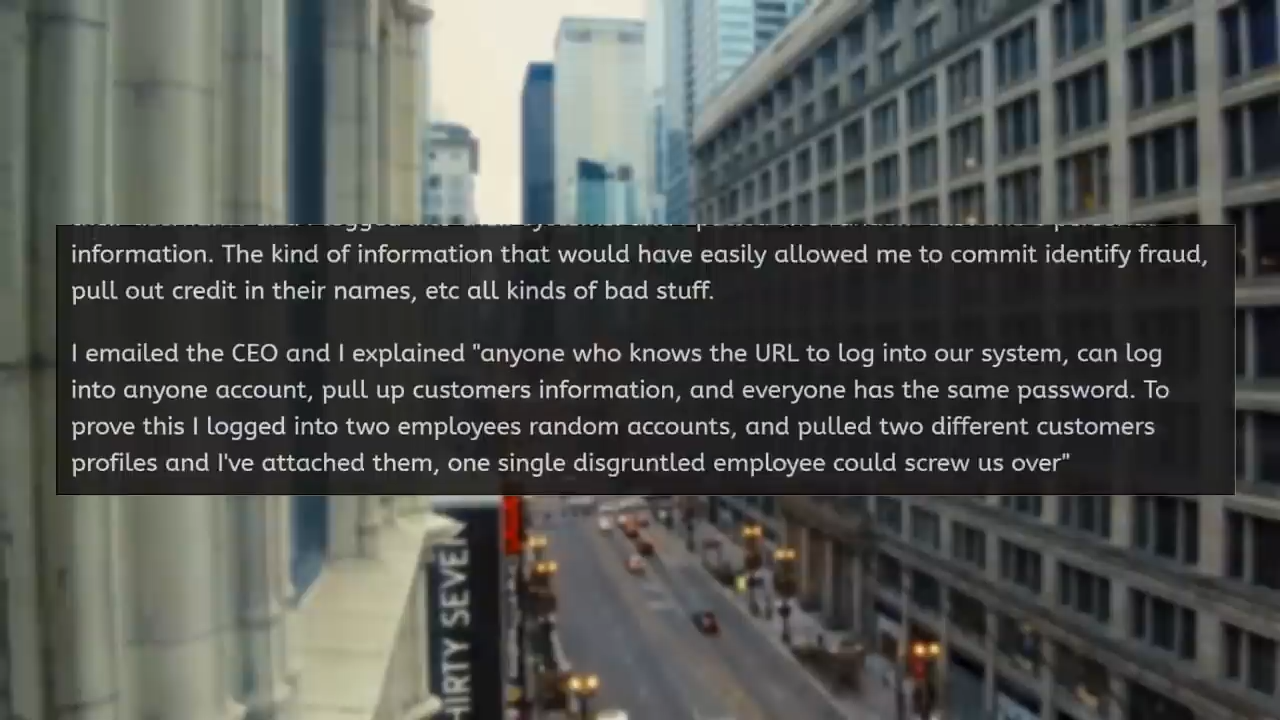 information. The kind of information that would have easily allowed me to commit identify fraud,
pull out credit in their names, etc all kinds of bad stuff.
I emailed the CEO and I explained "anyone who knows the URL to log into our system, can log
into anyone account, pull up customers information, and everyone has the same password. To
prove this I logged into two employees random accounts, and pulled two different customers
profiles and I've attached them, one single disgruntled employee could screw us over"
HIRTY SEVEN